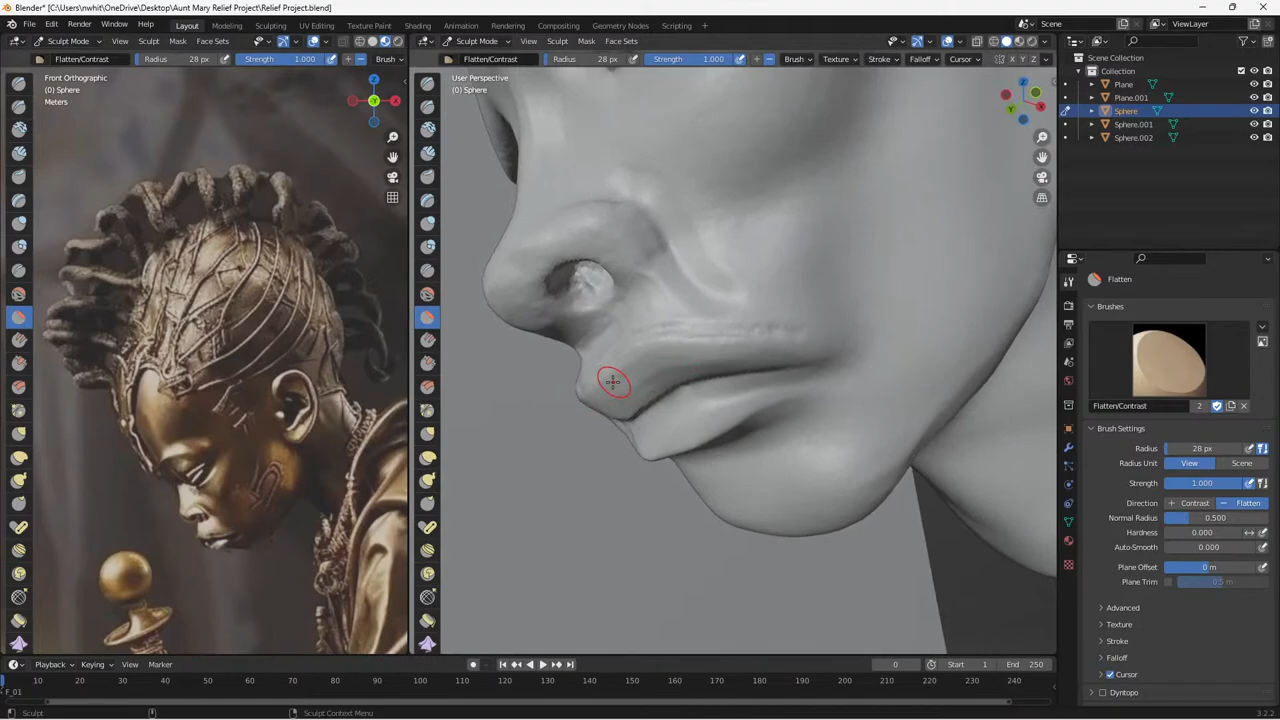 Blender* [C:\Users\nwhit\OneDrive\Desktop\Aunt Mary Relief Project\Relief Project.blend]
File Edit Render Window Help Layout Modeling Sculpting UV Editing Texture Paint Shading Animation Rendering Compositing Geometry Nodes Scripting + Scene ViewLayer
Sculpt Mode View Sculpt Mask Face Sets
Sculpt Mode View Sculpt Mask Face Sets
Flatten/Contrast Radius 28 px Strength 1.000 + − Brush
Flatten/Contrast Radius 28 px Strength 1.000 + − Brush Texture Stroke Falloff Cursor X Y Z
Front Orthographic
(0) Sphere
Meters
Z
Y
X
User Perspective
(0) Sphere
Z
Y
X
Scene Collection
Collection
Plane
Plane.001
Sphere
Sphere.001
Sphere.002
Flatten
Brushes
Flatten/Contrast 2
Brush Settings
Radius 28 px
Radius Unit View Scene
Strength 1.000
Direction + Contrast − Flatten
Normal Radius 0.500
Hardness 0.000
Auto-Smooth 0.000
Plane Offset 0 m
Plane Trim 0.5 m
Advanced
Texture
Stroke
Falloff
Cursor
Dyntopo
Playback Keying View Marker 0 Start 1 End 250
10 20 30 40 50 60 70 80 90 100 110 120 130 140 150 160 170 180 190 200 210 220 230 240
F_01
Sculpt Sculpt Context Menu 3.2.2